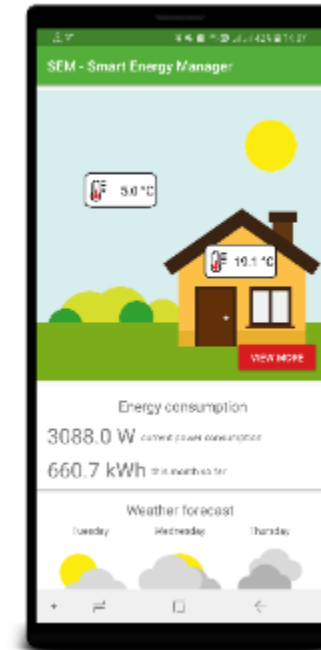 SEM - Smart Energy Manager
5.0 °C
19.1 °C
VIEW MORE
Energy consumption
3088.0 W current power consumption
660.7 kWh this month so far
Weather forecast
Tuesday Wednesday Thursday